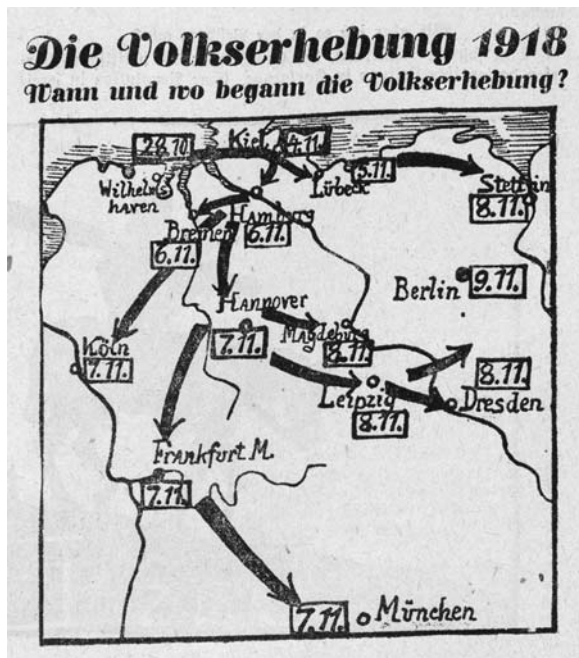 Die Volkserhebung 1918
Wann und wo begann die Volkserhebung?
28.10.
Kiel
4.11.
Wilhelms
haven
Lübeck
5.11.
Stettin
8.11.
Hamburg
6.11.
Bremen
6.11.
Berlin
9.11.
Hannover
7.11.
Magdeburg
8.11.
Köln
7.11.
Leipzig
8.11.
8.11.
Dresden
Frankfurt M.
7.11.
7.11.
München